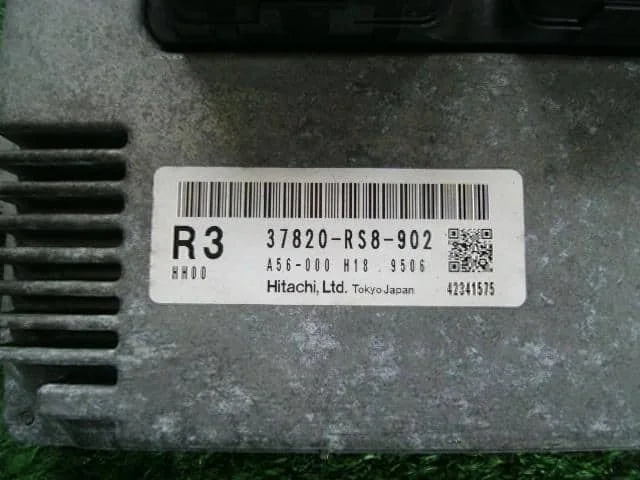 R3 37820-RS8-902
HH00 A56-000 H18 . 9506
Hitachi, Ltd. Tokyo Japan 42341575